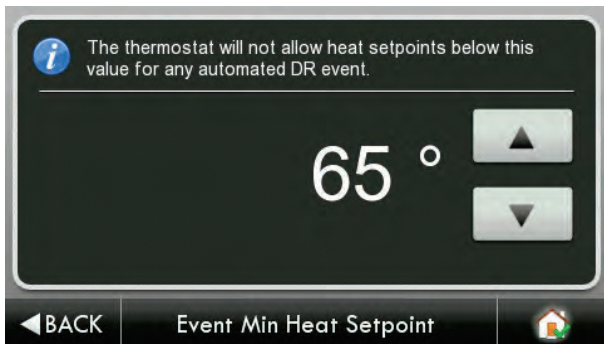 The thermostat will not allow heat setpoints below this
value for any automated DR event.
65 °
BACK
Event Min Heat Setpoint